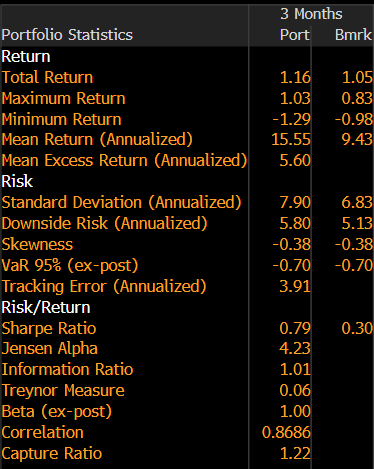 3 Months
Portfolio Statistics Port Bmrk
Return
Total Return 1.16 1.05
Maximum Return 1.03 0.83
Minimum Return -1.29 -0.98
Mean Return (Annualized) 15.55 9.43
Mean Excess Return (Annualized) 5.60
Risk
Standard Deviation (Annualized) 7.90 6.83
Downside Risk (Annualized) 5.80 5.13
Skewness -0.38 -0.38
VaR 95% (ex-post) -0.70 -0.70
Tracking Error (Annualized) 3.91
Risk/Return
Sharpe Ratio 0.79 0.30
Jensen Alpha 4.23
Information Ratio 1.01
Treynor Measure 0.06
Beta (ex-post) 1.00
Correlation 0.8686
Capture Ratio 1.22